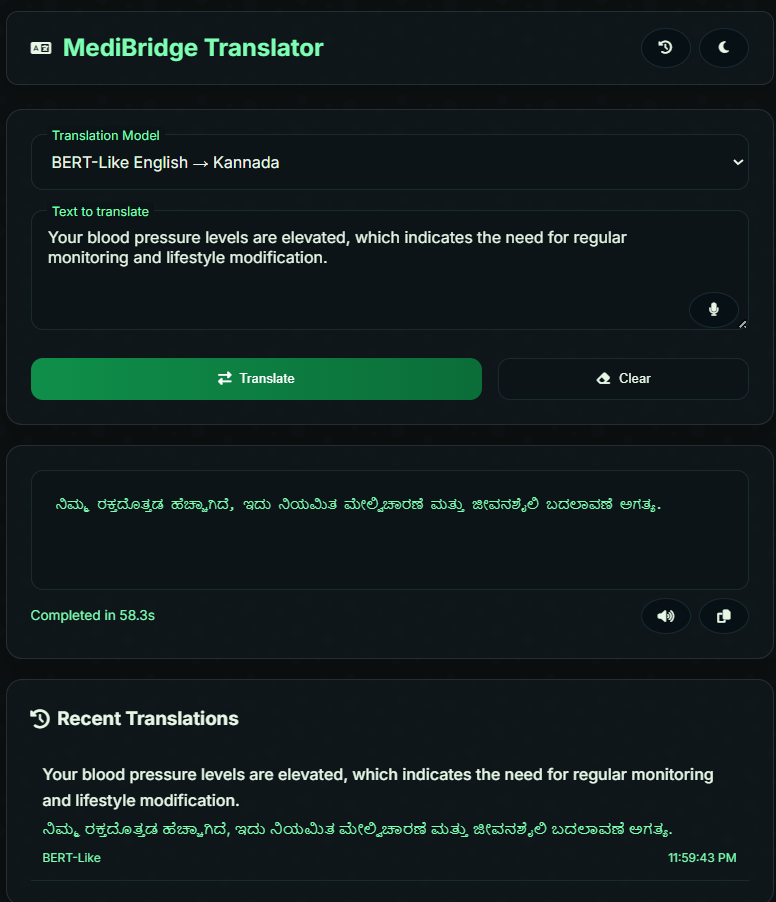 MediBridge Translator
Translation Model
BERT-Like English → Kannada
Text to translate
Your blood pressure levels are elevated, which indicates the need for regular
monitoring and lifestyle modification.
Translate
Clear
ನಿಮ್ಮ ರಕ್ತದೊತ್ತಡ ಹೆಚ್ಚಾಗಿದೆ, ಇದು ನಿಯಮಿತ ಮೇಲ್ವಿಚಾರಣೆ ಮತ್ತು ಜೀವನಶೈಲಿ ಬದಲಾವಣೆ ಅಗತ್ಯ.
Completed in 58.3s
Recent Translations
Your blood pressure levels are elevated, which indicates the need for regular monitoring
and lifestyle modification.
ನಿಮ್ಮ ರಕ್ತದೊತ್ತಡ ಹೆಚ್ಚಾಗಿದೆ, ಇದು ನಿಯಮಿತ ಮೇಲ್ವಿಚಾರಣೆ ಮತ್ತು ಜೀವನಶೈಲಿ ಬದಲಾವಣೆ ಅಗತ್ಯ.
BERT-Like
11:59:43 PM